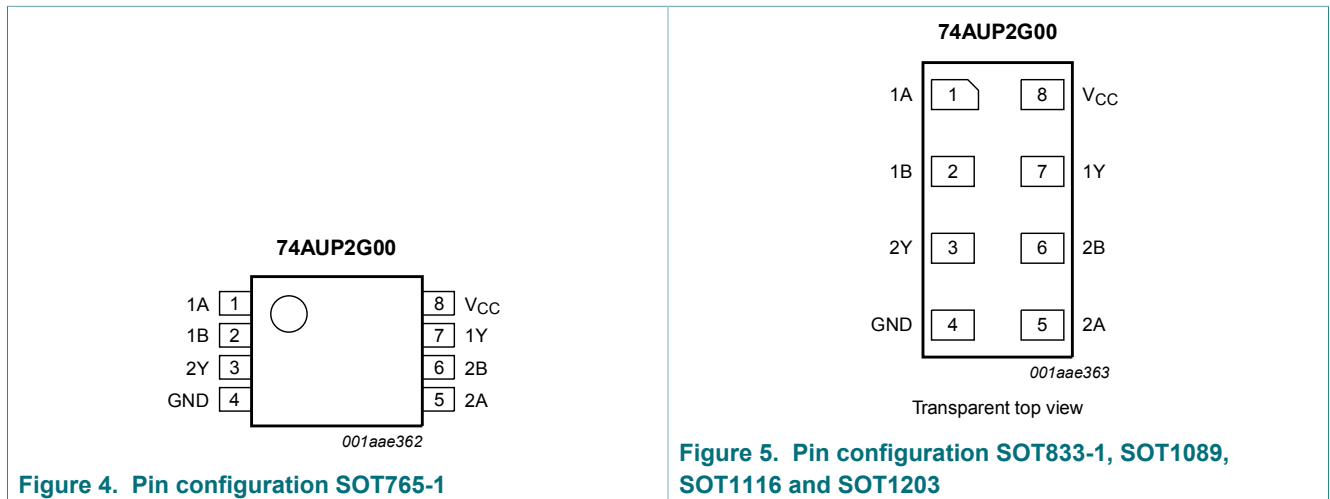 74AUP2G00
1A 1 8 VCC
1B 2 7 1Y
2Y 3 6 2B
GND 4 5 2A
001aae362
Figure 4. Pin configuration SOT765-1
74AUP2G00
1A 1 8 VCC
1B 2 7 1Y
2Y 3 6 2B
GND 4 5 2A
001aae363
Transparent top view
Figure 5. Pin configuration SOT833-1, SOT1089,
SOT1116 and SOT1203